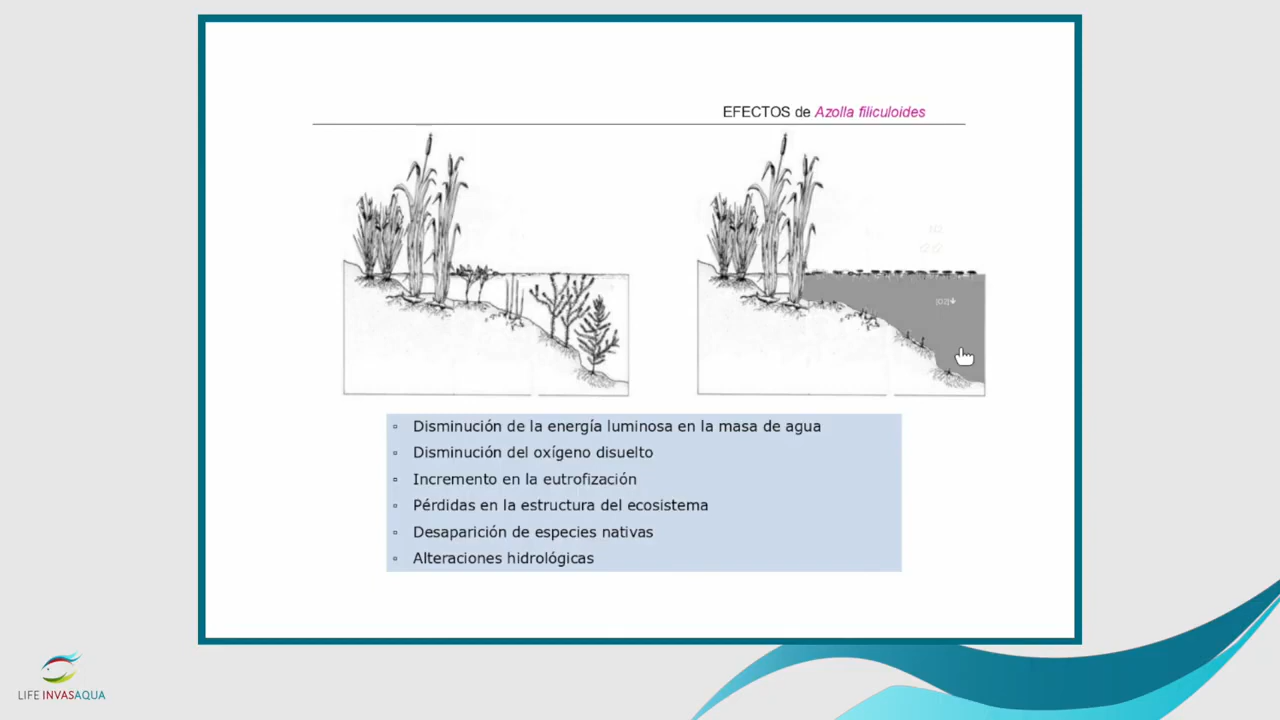 EFECTOS de Azolla filiculoides
[O2]
▫ Disminución de la energía luminosa en la masa de agua
▫ Disminución del oxígeno disuelto
▫ Incremento en la eutrofización
▫ Pérdidas en la estructura del ecosistema
▫ Desaparición de especies nativas
▫ Alteraciones hidrológicas
LIFE INVASAQUA